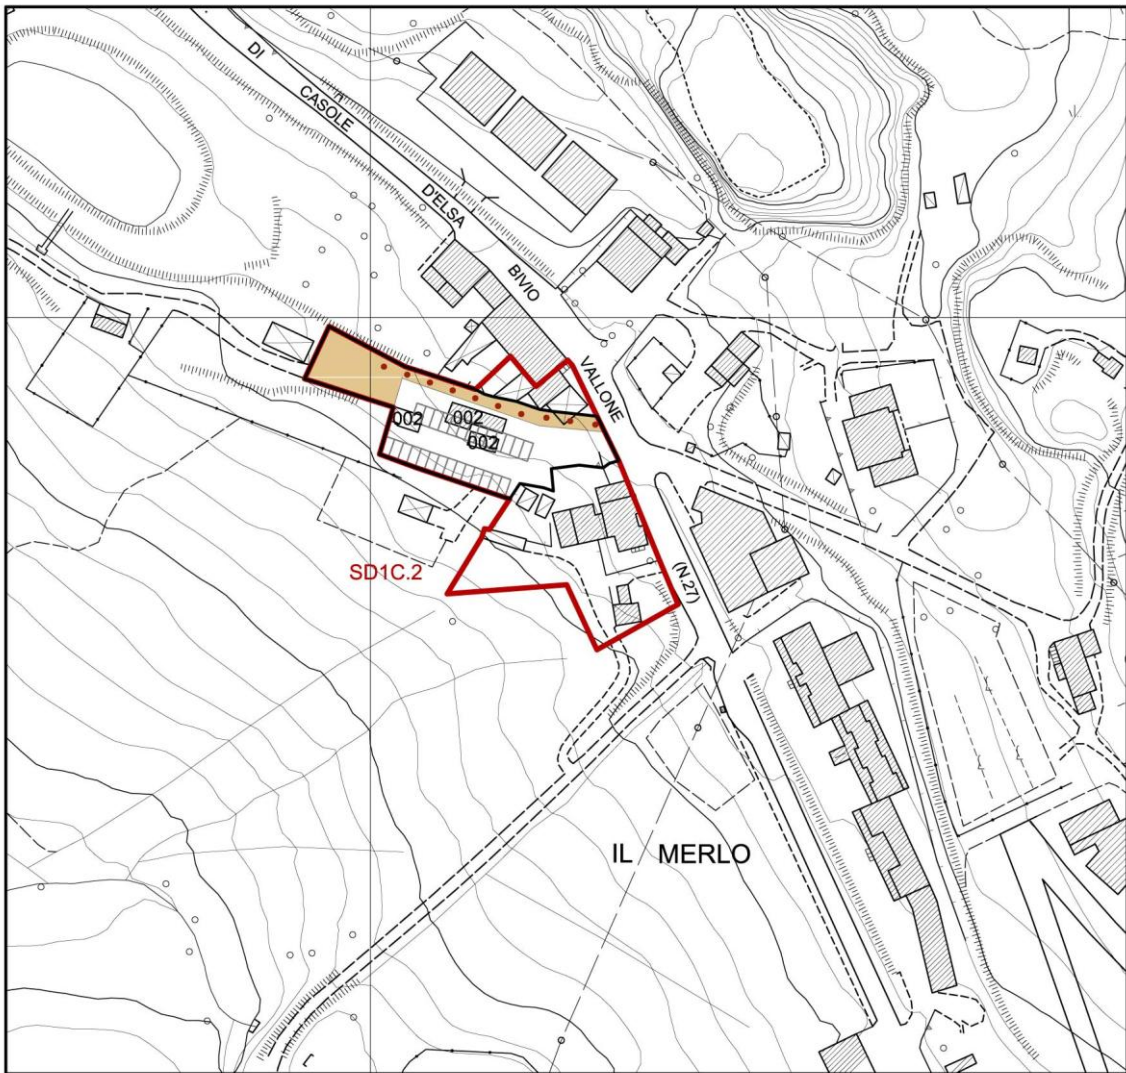 DI
CASOLE
D'ELSA
BIVIO
VALLONE
002
002
002
SD1C.2
(N.27)
IL MERLO